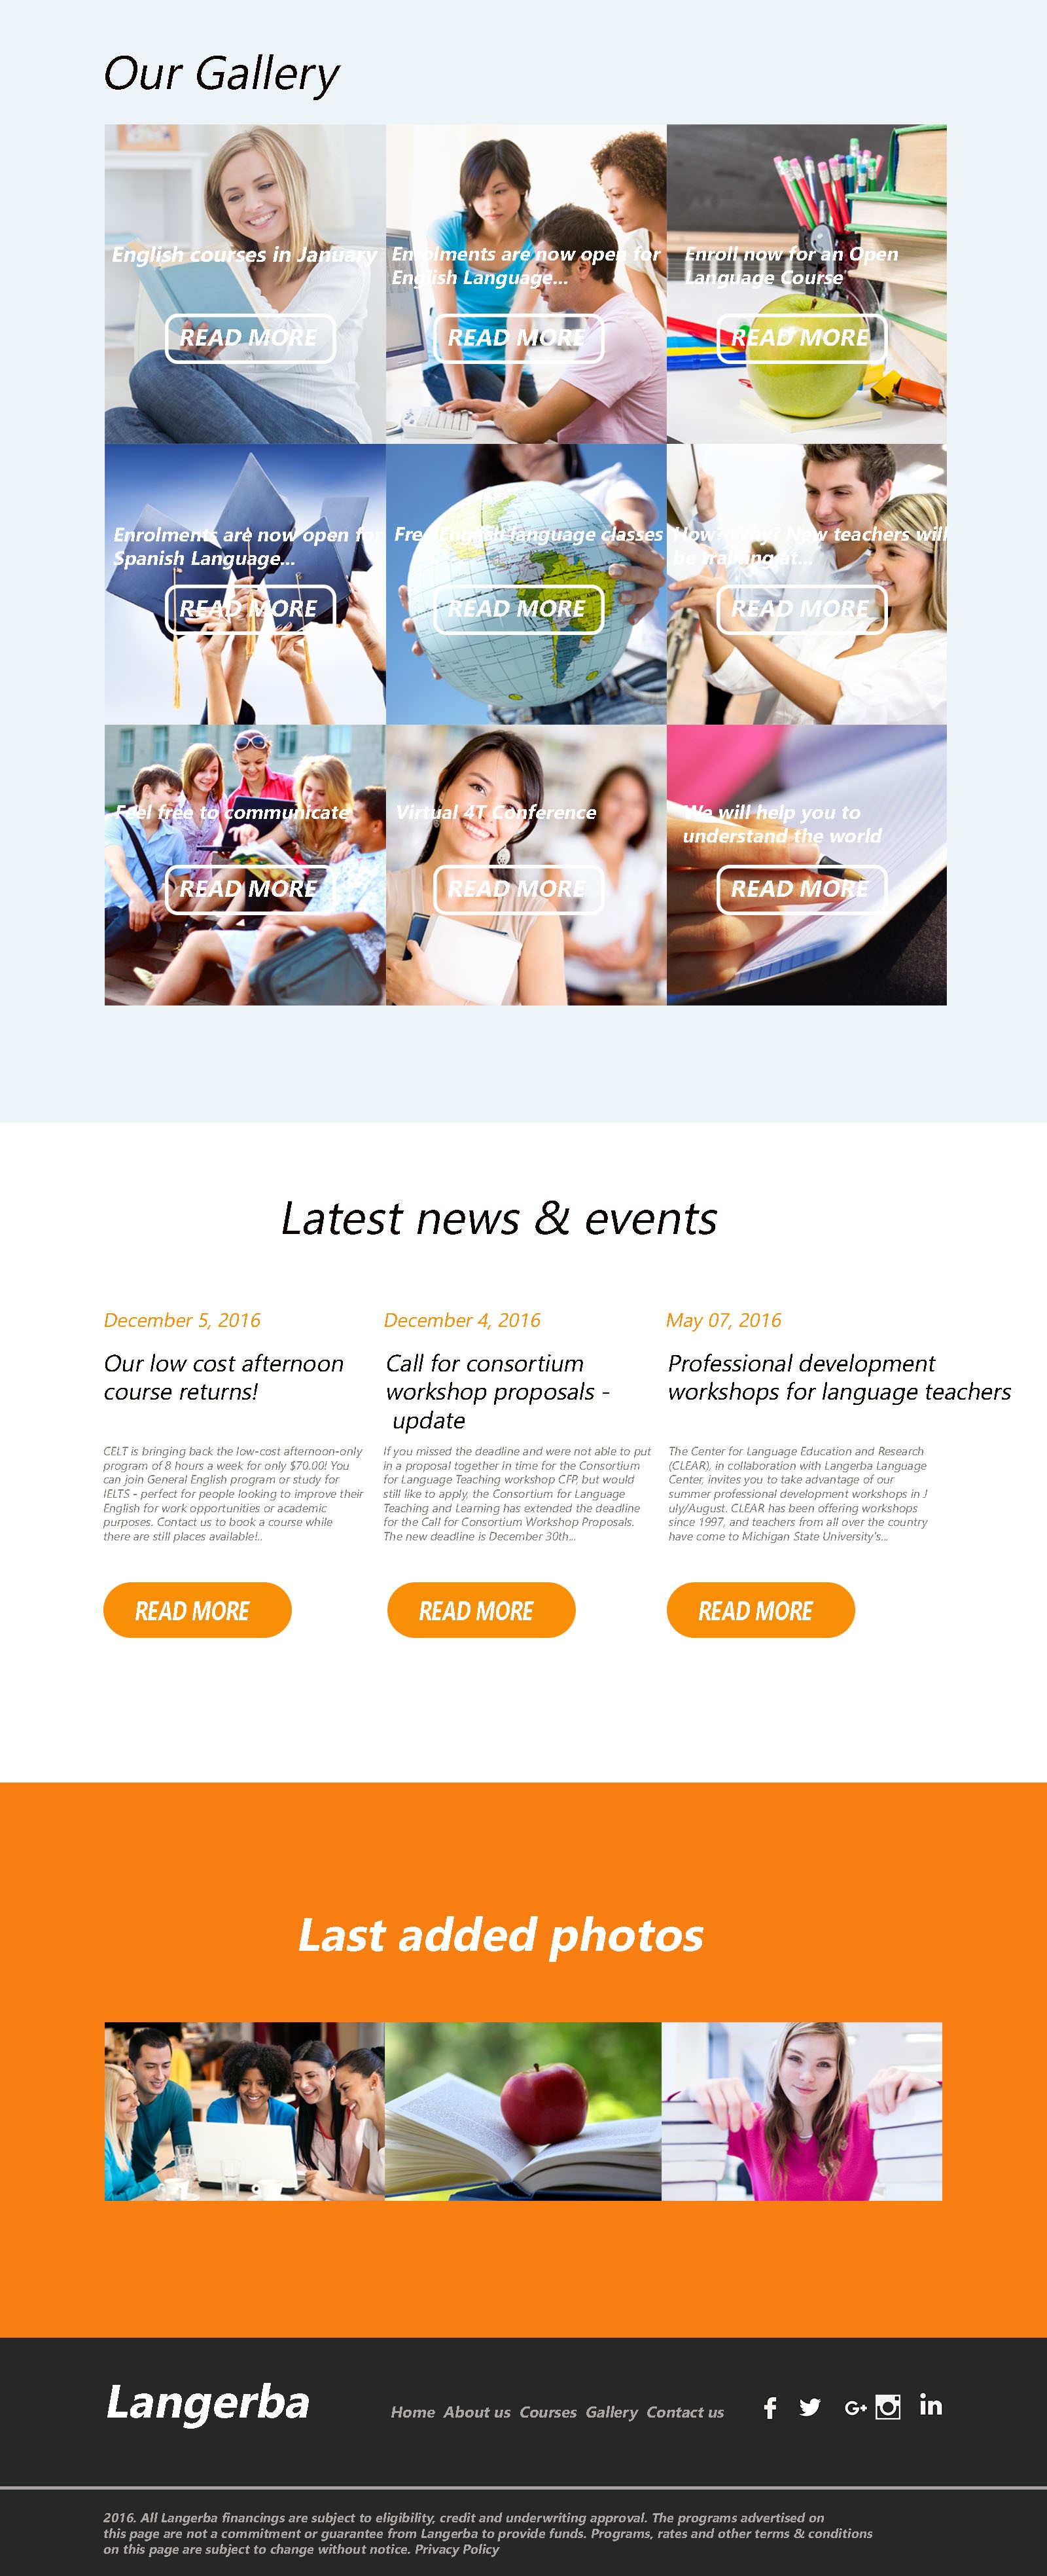 Our Gallery
English courses in January
READ MORE
Enrolments are now open for
English Language...
READ MORE
Enroll now for an Open
Language Course
READ MORE
Enrolments are now open for
Spanish Language...
READ MORE
Free English language classes
READ MORE
How? Why? New teachers will
be training at...
READ MORE
Feel free to communicate
READ MORE
Virtual 4T Conference
READ MORE
We will help you to
understand the world
READ MORE
Latest news & events
December 5, 2016
Our low cost afternoon
course returns!
CELT is bringing back the low-cost afternoon-only
program of 8 hours a week for only $70.00! You
can join General English program or study for
IELTS - perfect for people looking to improve their
English for work opportunities or academic
purposes. Contact us to book a course while
there are still places available!..
READ MORE
December 4, 2016
Call for consortium
workshop proposals -
update
If you missed the deadline and were not able to put
in a proposal together in time for the Consortium
for Language Teaching workshop CFP, but would
still like to apply, the Consortium for Language
Teaching and Learning has extended the deadline
for the Call for Consortium Workshop Proposals.
The new deadline is December 30th...
READ MORE
May 07, 2016
Professional development
workshops for language teachers
The Center for Language Education and Research
(CLEAR), in collaboration with Langerba Language
Center, invites you to take advantage of our
summer professional development workshops in J
uly/August. CLEAR has been offering workshops
since 1997, and teachers from all over the country
have come to Michigan State University's...
READ MORE
Last added photos
Langerba
Home About us Courses Gallery Contact us
2016. All Langerba financings are subject to eligibility, credit and underwriting approval. The programs advertised on
this page are not a commitment or guarantee from Langerba to provide funds. Programs, rates and other terms & conditions
on this page are subject to change without notice. Privacy Policy